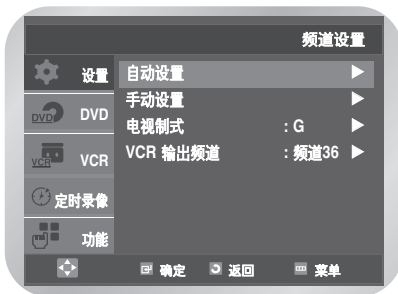 频道设置
设置
自动设置 ▶
手动设置 ▶
DVD DVD
电视制式 : G ▶
VCR VCR
VCR 输出频道 : 频道36 ▶
定时录像
功能
确定 返回 菜单